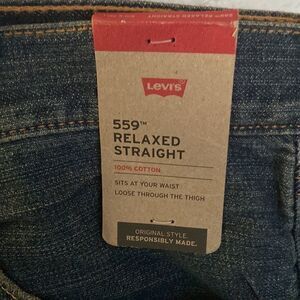 Levi's
559™
RELAXED
STRAIGHT
100% COTTON
SITS AT YOUR WAIST
LOOSE THROUGH THE THIGH
ORIGINAL STYLE.
RESPONSIBLY MADE.